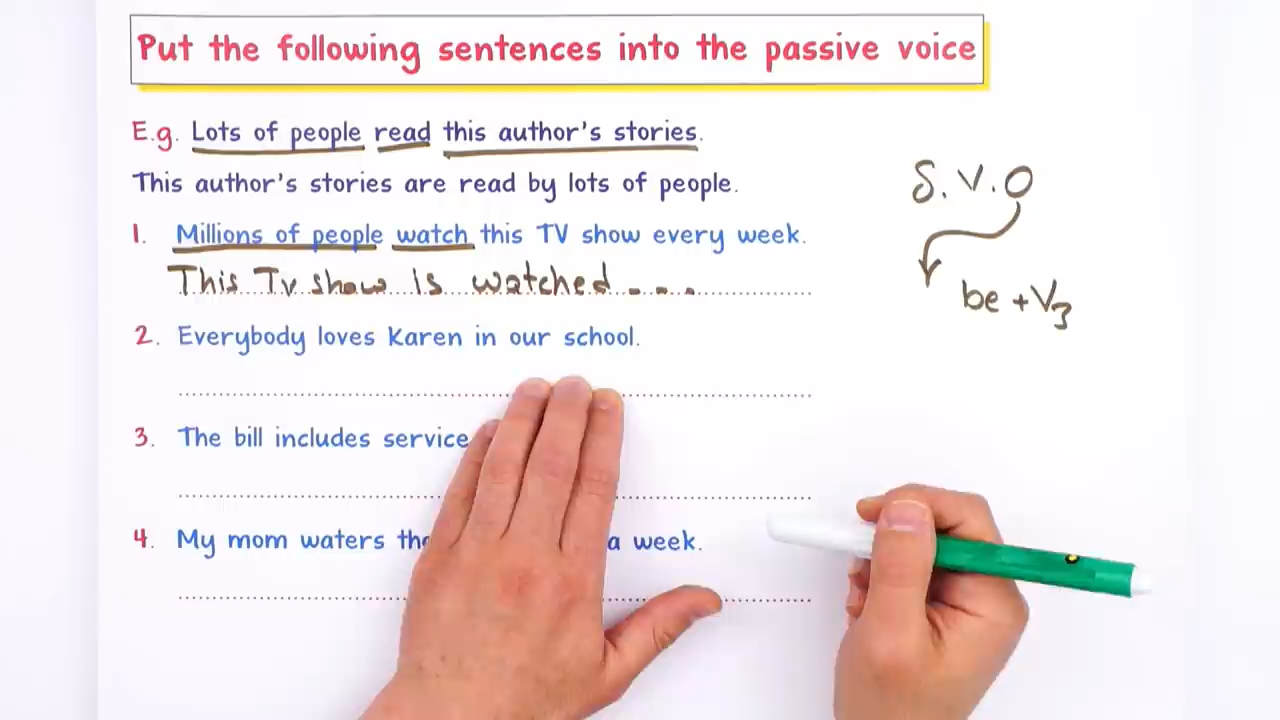 Put the following sentences into the passive voice
E.g. Lots of people read this author's stories.
This author's stories are read by lots of people.
S. V. O
1. Millions of people watch this TV show every week.
This Tv show is watched ...
be + V3
2. Everybody loves Karen in our school.
3. The bill includes service
4. My mom waters a week.